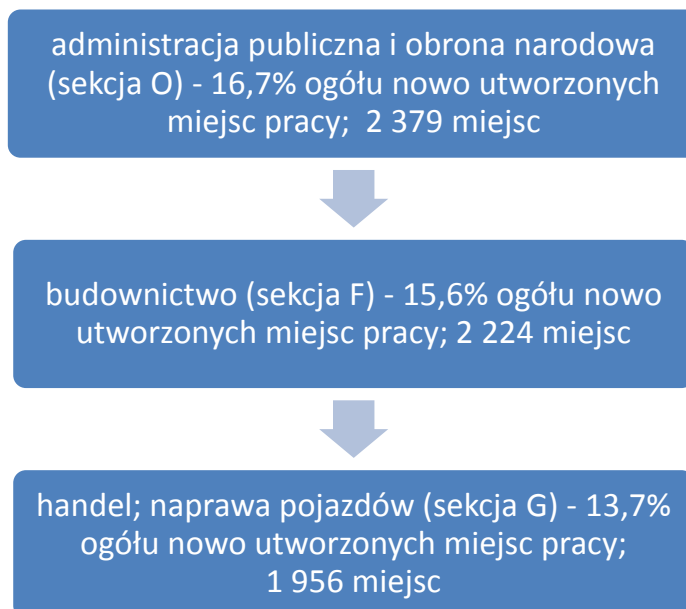 administracja publiczna i obrona narodowa
(sekcja O) - 16,7% ogółu nowo utworzonych
miejsc pracy;  2 379 miejsc
budownictwo (sekcja F) - 15,6% ogółu nowo
utworzonych miejsc pracy; 2 224 miejsc
handel; naprawa pojazdów (sekcja G) - 13,7%
ogółu nowo utworzonych miejsc pracy;
1 956 miejsc